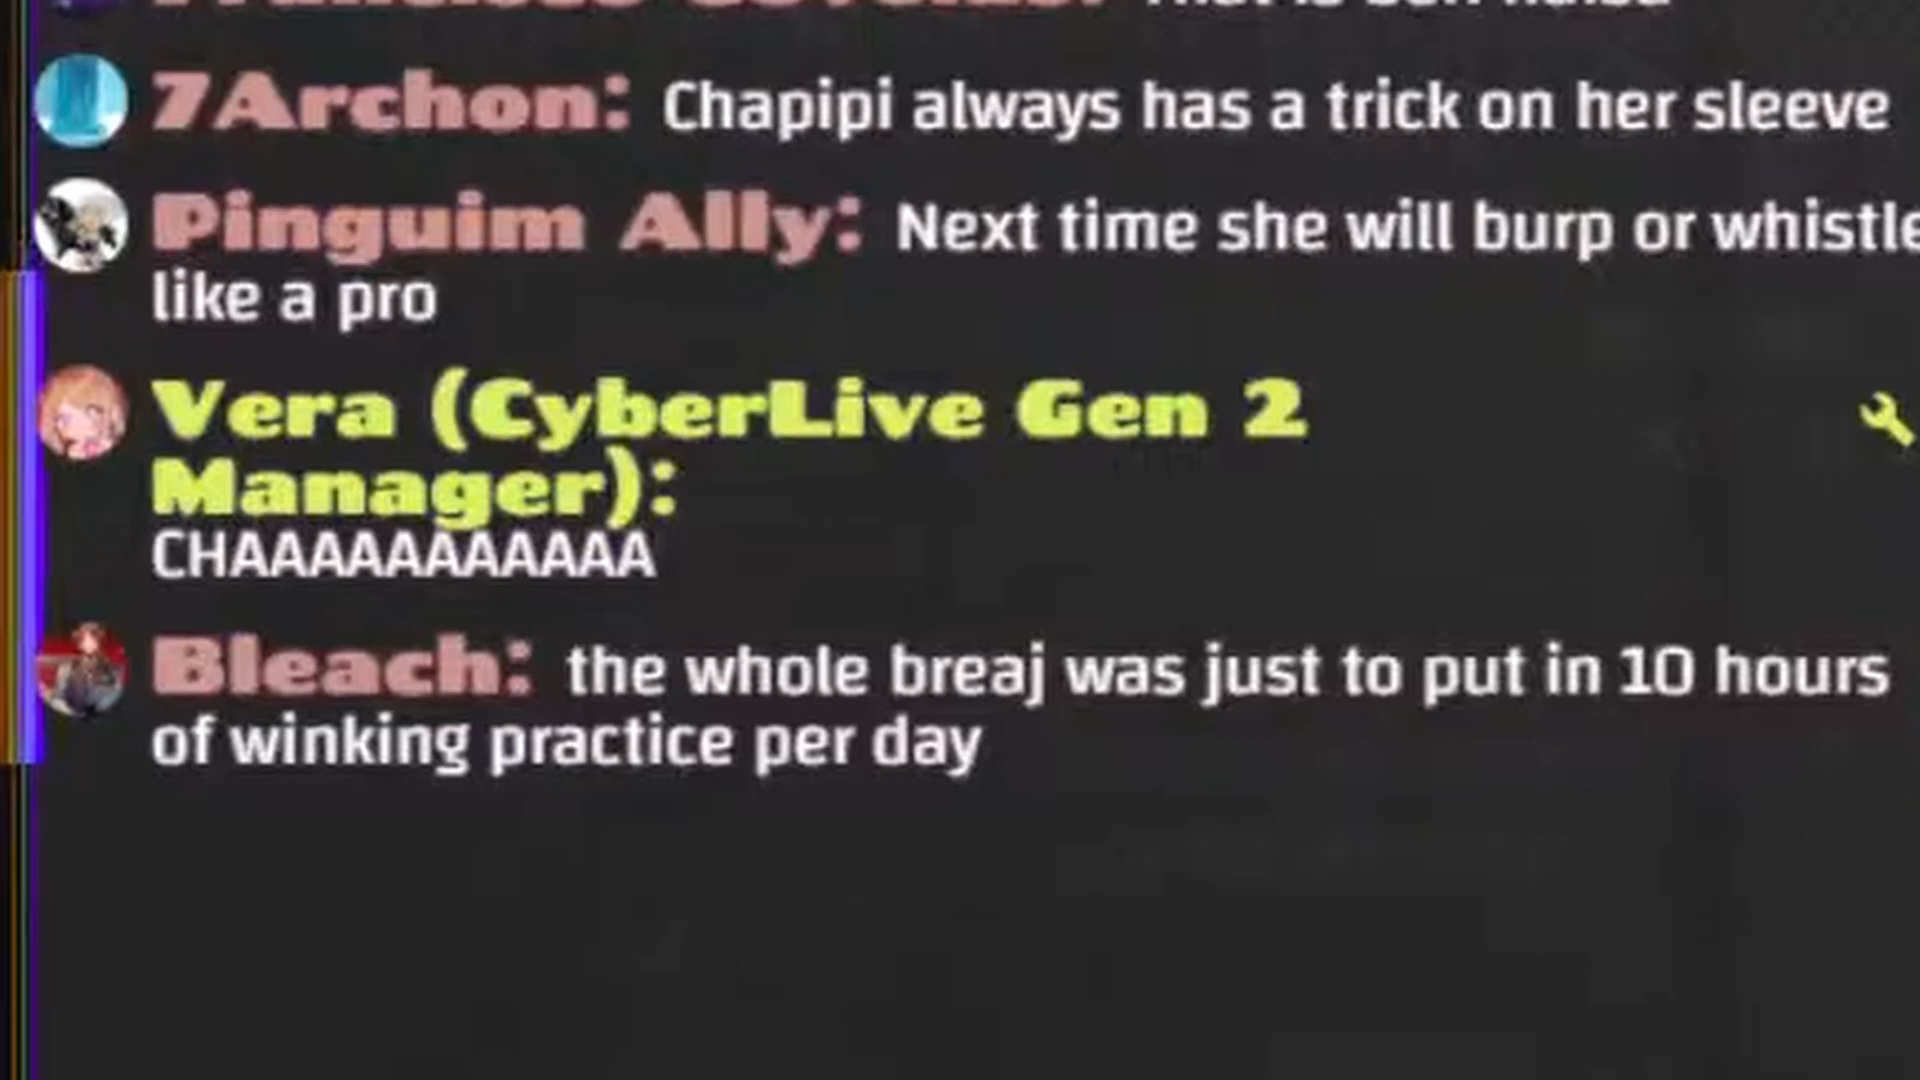 7Archon: Chapipi always has a trick on her sleeve
Pinguim Ally: Next time she will burp or whistle
like a pro
Vera (CyberLive Gen 2
Manager):
CHAAAAAAAAAAA
Bleach: the whole breaj was just to put in 10 hours
of winking practice per day